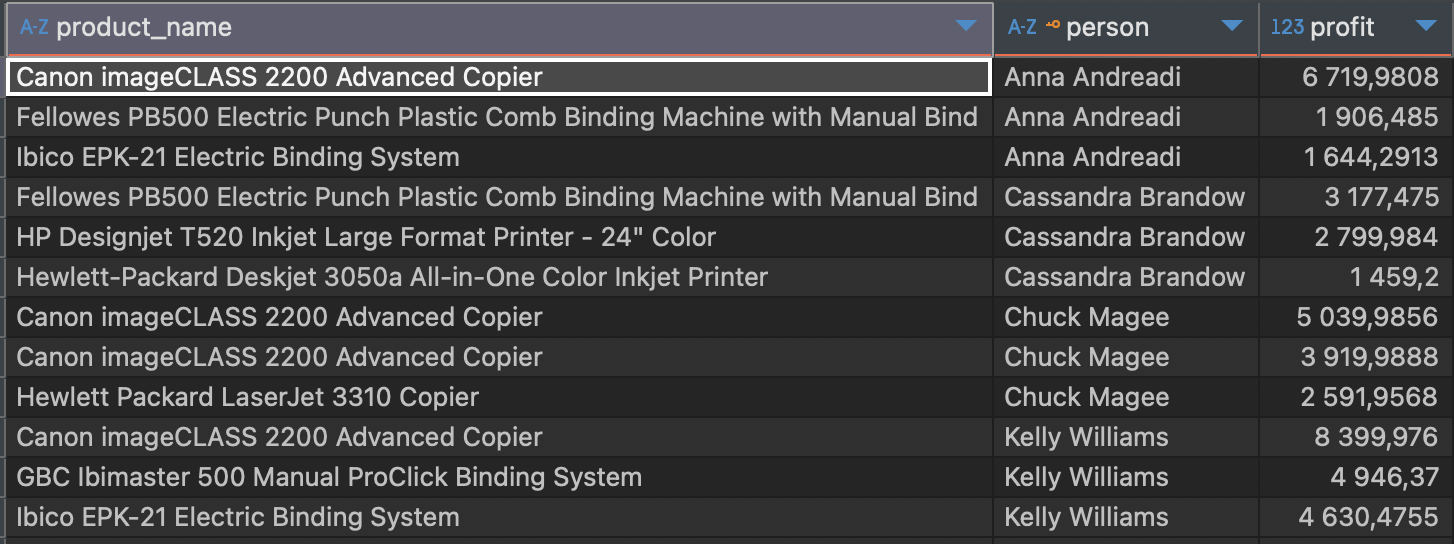 A-Z product_name A-Z person 123 profit
Canon imageCLASS 2200 Advanced Copier Anna Andreadi 6 719,9808
Fellowes PB500 Electric Punch Plastic Comb Binding Machine with Manual Bind Anna Andreadi 1 906,485
Ibico EPK-21 Electric Binding System Anna Andreadi 1 644,2913
Fellowes PB500 Electric Punch Plastic Comb Binding Machine with Manual Bind Cassandra Brandow 3 177,475
HP Designjet T520 Inkjet Large Format Printer - 24" Color Cassandra Brandow 2 799,984
Hewlett-Packard Deskjet 3050a All-in-One Color Inkjet Printer Cassandra Brandow 1 459,2
Canon imageCLASS 2200 Advanced Copier Chuck Magee 5 039,9856
Canon imageCLASS 2200 Advanced Copier Chuck Magee 3 919,9888
Hewlett Packard LaserJet 3310 Copier Chuck Magee 2 591,9568
Canon imageCLASS 2200 Advanced Copier Kelly Williams 8 399,976
GBC Ibimaster 500 Manual ProClick Binding System Kelly Williams 4 946,37
Ibico EPK-21 Electric Binding System Kelly Williams 4 630,4755